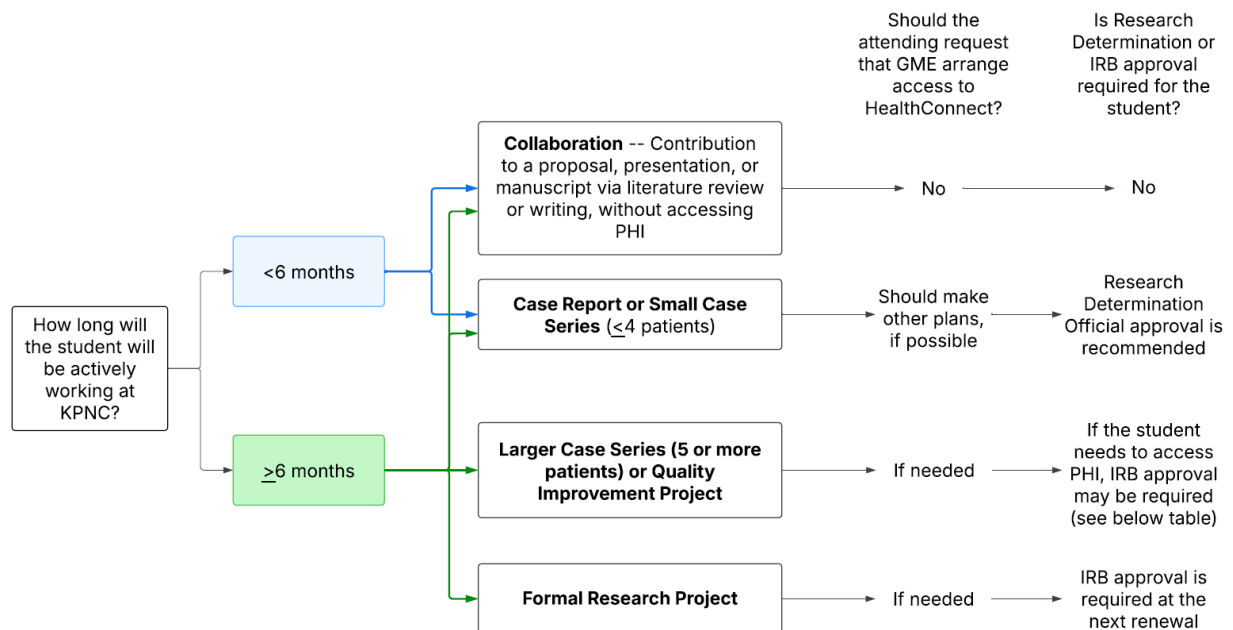 Should the
attending request
that GME arrange
access to
HealthConnect?
Is Research
Determination or
IRB approval
required for the
student?
How long will
the student will
be actively
working at
KPNC?
<6 months
≥6 months
Collaboration -- Contribution
to a proposal, presentation, or
manuscript via literature review
or writing, without accessing
PHI
No
No
Case Report or Small Case
Series (≤4 patients)
Should make
other plans,
if possible
Research
Determination
Official approval is
recommended
Larger Case Series (5 or more
patients) or Quality
Improvement Project
If needed
If the student
needs to access
PHI, IRB approval
may be required
(see below table)
Formal Research Project
If needed
IRB approval is
required at the
next renewal